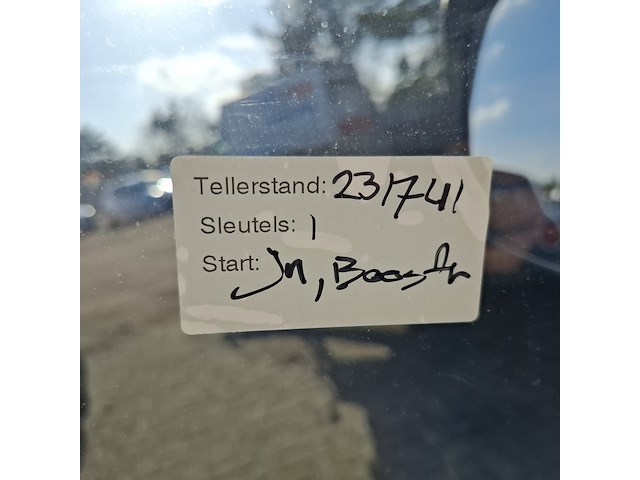 Tellerstand: 231741
Sleutels: 1
Start: Ja, Booster